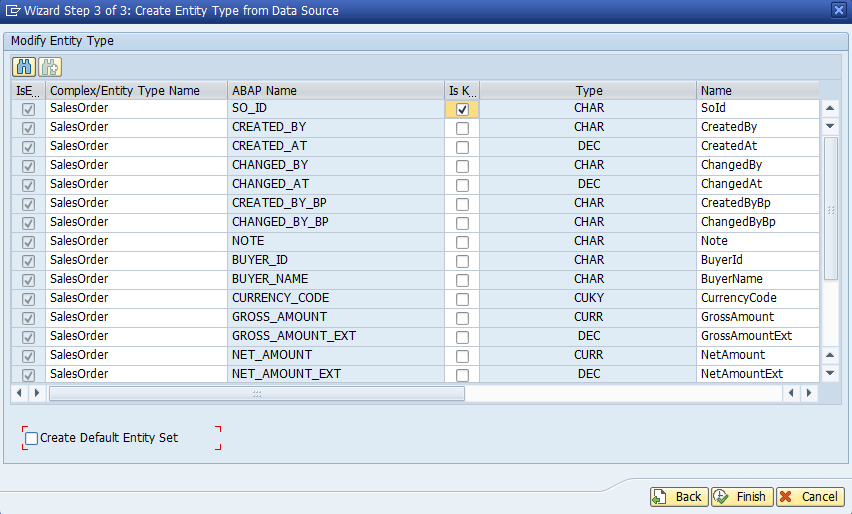 Wizard Step 3 of 3: Create Entity Type from Data Source
Modify Entity Type
IsE... Complex/Entity Type Name ABAP Name Is K... Type Name
SalesOrder SO_ID CHAR SoId
SalesOrder CREATED_BY CHAR CreatedBy
SalesOrder CREATED_AT DEC CreatedAt
SalesOrder CHANGED_BY CHAR ChangedBy
SalesOrder CHANGED_AT DEC ChangedAt
SalesOrder CREATED_BY_BP CHAR CreatedByBp
SalesOrder CHANGED_BY_BP CHAR ChangedByBp
SalesOrder NOTE CHAR Note
SalesOrder BUYER_ID CHAR BuyerId
SalesOrder BUYER_NAME CHAR BuyerName
SalesOrder CURRENCY_CODE CUKY CurrencyCode
SalesOrder GROSS_AMOUNT CURR GrossAmount
SalesOrder GROSS_AMOUNT_EXT DEC GrossAmountExt
SalesOrder NET_AMOUNT CURR NetAmount
SalesOrder NET_AMOUNT_EXT DEC NetAmountExt
Create Default Entity Set
Back Finish Cancel